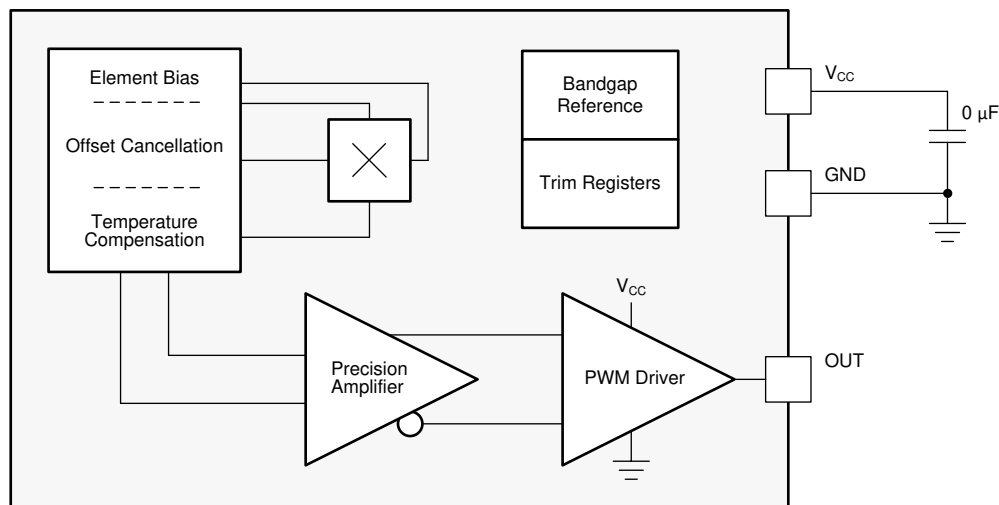 Element Bias
Offset Cancellation
Temperature
Compensation
Bandgap
Reference
Trim Registers
VCC
0 µF
GND
VCC
Precision
Amplifier
PWM Driver
OUT